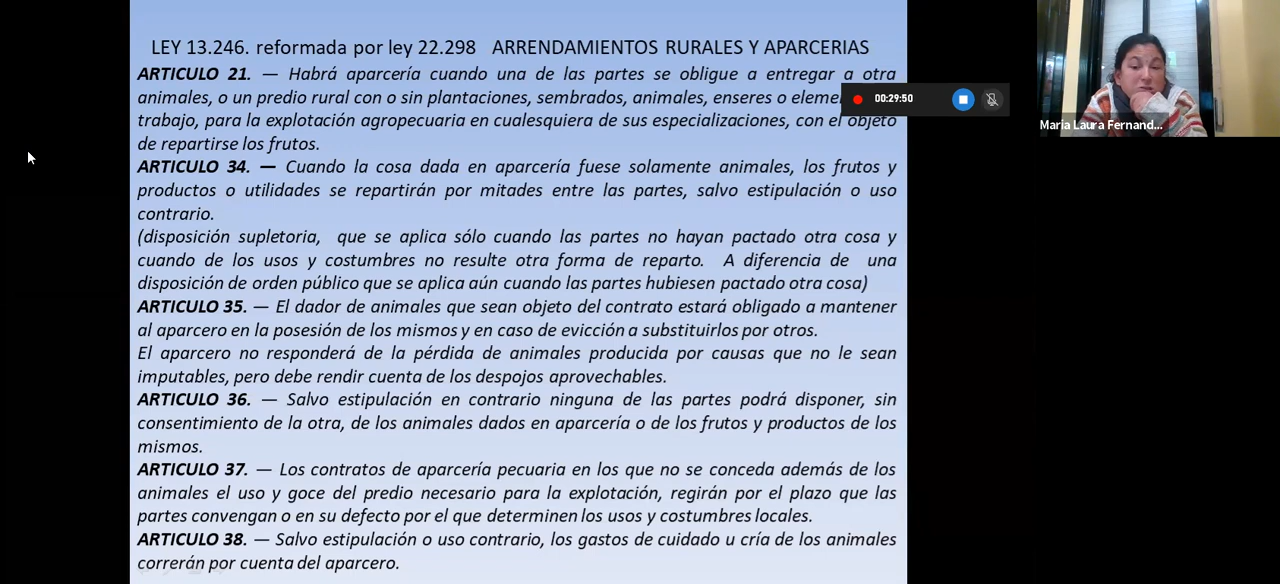 LEY 13.246. reformada por ley 22.298 ARRENDAMIENTOS RURALES Y APARCERIAS
ARTICULO 21. — Habrá aparcería cuando una de las partes se obligue a entregar a otra
animales, o un predio rural con o sin plantaciones, sembrados, animales, enseres o
trabajo, para la explotación agropecuaria en cualesquiera de sus especializaciones, con el objeto
de repartirse los frutos.
ARTICULO 34. — Cuando la cosa dada en aparcería fuese solamente animales, los frutos y
productos o utilidades se repartirán por mitades entre las partes, salvo estipulación o uso
contrario.
(disposición supletoria, que se aplica sólo cuando las partes no hayan pactado otra cosa y
cuando de los usos y costumbres no resulte otra forma de reparto. A diferencia de una
disposición de orden público que se aplica aún cuando las partes hubiesen pactado otra cosa)
ARTICULO 35. — El dador de animales que sean objeto del contrato estará obligado a mantener
al aparcero en la posesión de los mismos y en caso de evicción a substituirlos por otros.
El aparcero no responderá de la pérdida de animales producida por causas que no le sean
imputables, pero debe rendir cuenta de los despojos aprovechables.
ARTICULO 36. — Salvo estipulación en contrario ninguna de las partes podrá disponer, sin
consentimiento de la otra, de los animales dados en aparcería o de los frutos y productos de los
mismos.
ARTICULO 37. — Los contratos de aparcería pecuaria en los que no se conceda además de los
animales el uso y goce del predio necesario para la explotación, regirán por el plazo que las
partes convengan o en su defecto por el que determinen los usos y costumbres locales.
ARTICULO 38. — Salvo estipulación o uso contrario, los gastos de cuidado u cría de los animales
correrán por cuenta del aparcero.
00:29:50
María Laura Fernand...